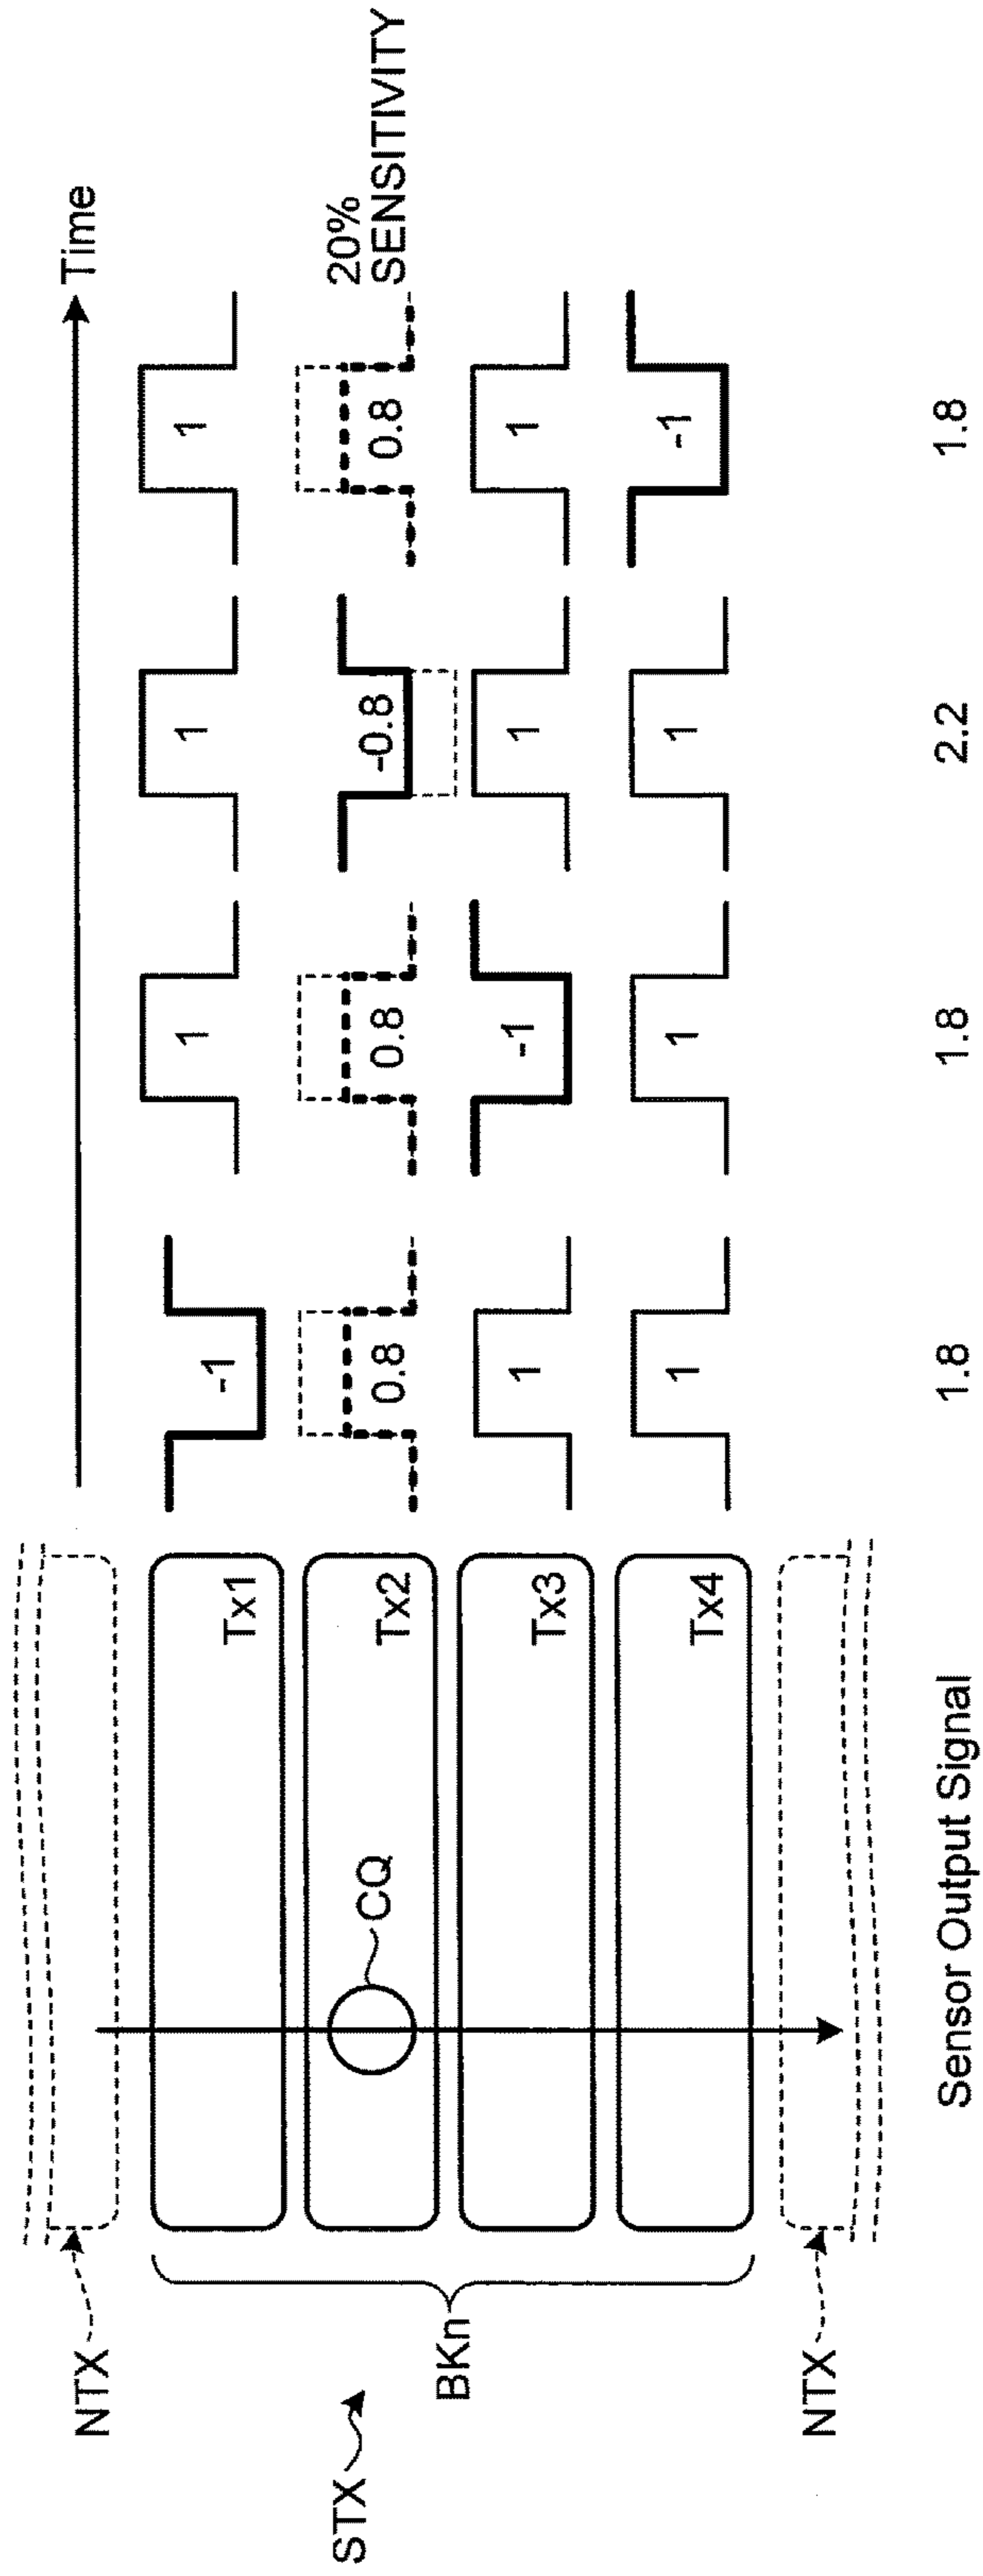 Time
NTX
Tx1
-1
1
1
1
20%
SENSITIVITY
STX
CQ
Tx2
0.8
0.8
-0.8
0.8
BKn
Tx3
1
-1
1
1
Tx4
1
1
1
-1
NTX
Sensor Output Signal
1.8
1.8
2.2
1.8